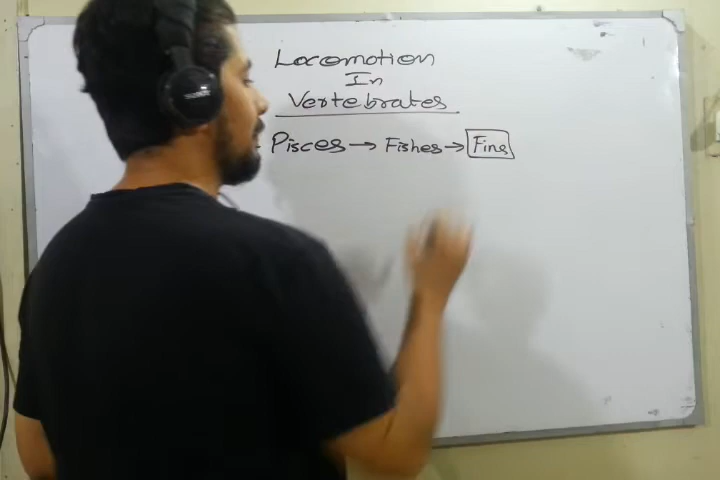 Locomotion
In
Vertebrates
Pisces → Fishes → Fins